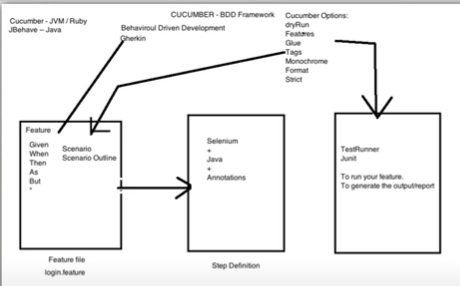 CUCUMBER - BDD Framework
Cucumber - JVM / Ruby
JBehave – Java
Behaviroul Driven Development
Gherkin
Cucumber Options:
dryRun
Features
Glue
Tags
Monochrome
Format
Strict
Feature
Given
When
Then
As
But
*
Scenario
Scenario Outline
Feature file
login.feature
Selenium
+
Java
+
Annotations
Step Definition
TestRunner
Junit
To run your feature.
To generate the output/report